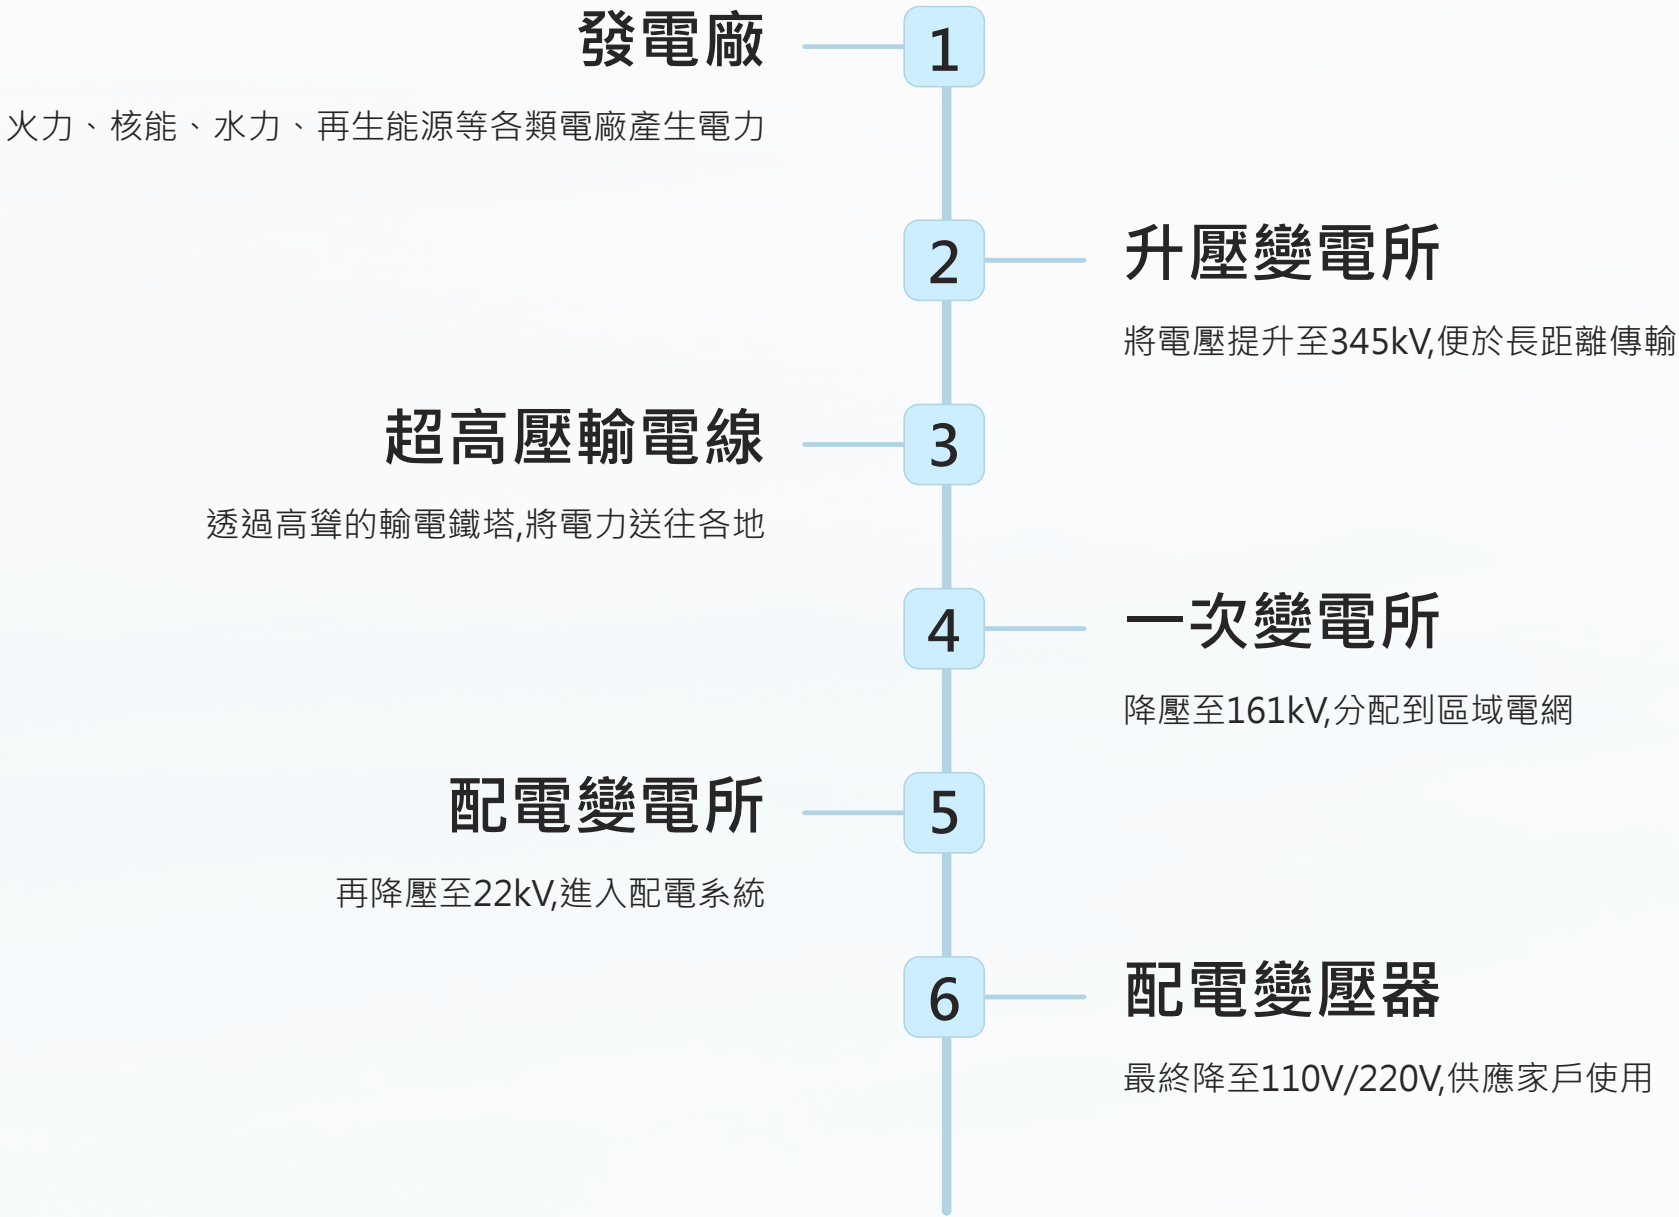 發電廠
1
火力、核能、水力、再生能源等各類電廠產生電力
2
升壓變電所
將電壓提升至345kV,便於長距離傳輸
超高壓輸電線
3
透過高聳的輸電鐵塔,將電力送往各地
4
一次變電所
降壓至161kV,分配到區域電網
配電變電所
5
再降壓至22kV,進入配電系統
6
配電變壓器
最終降至110V/220V,供應家戶使用